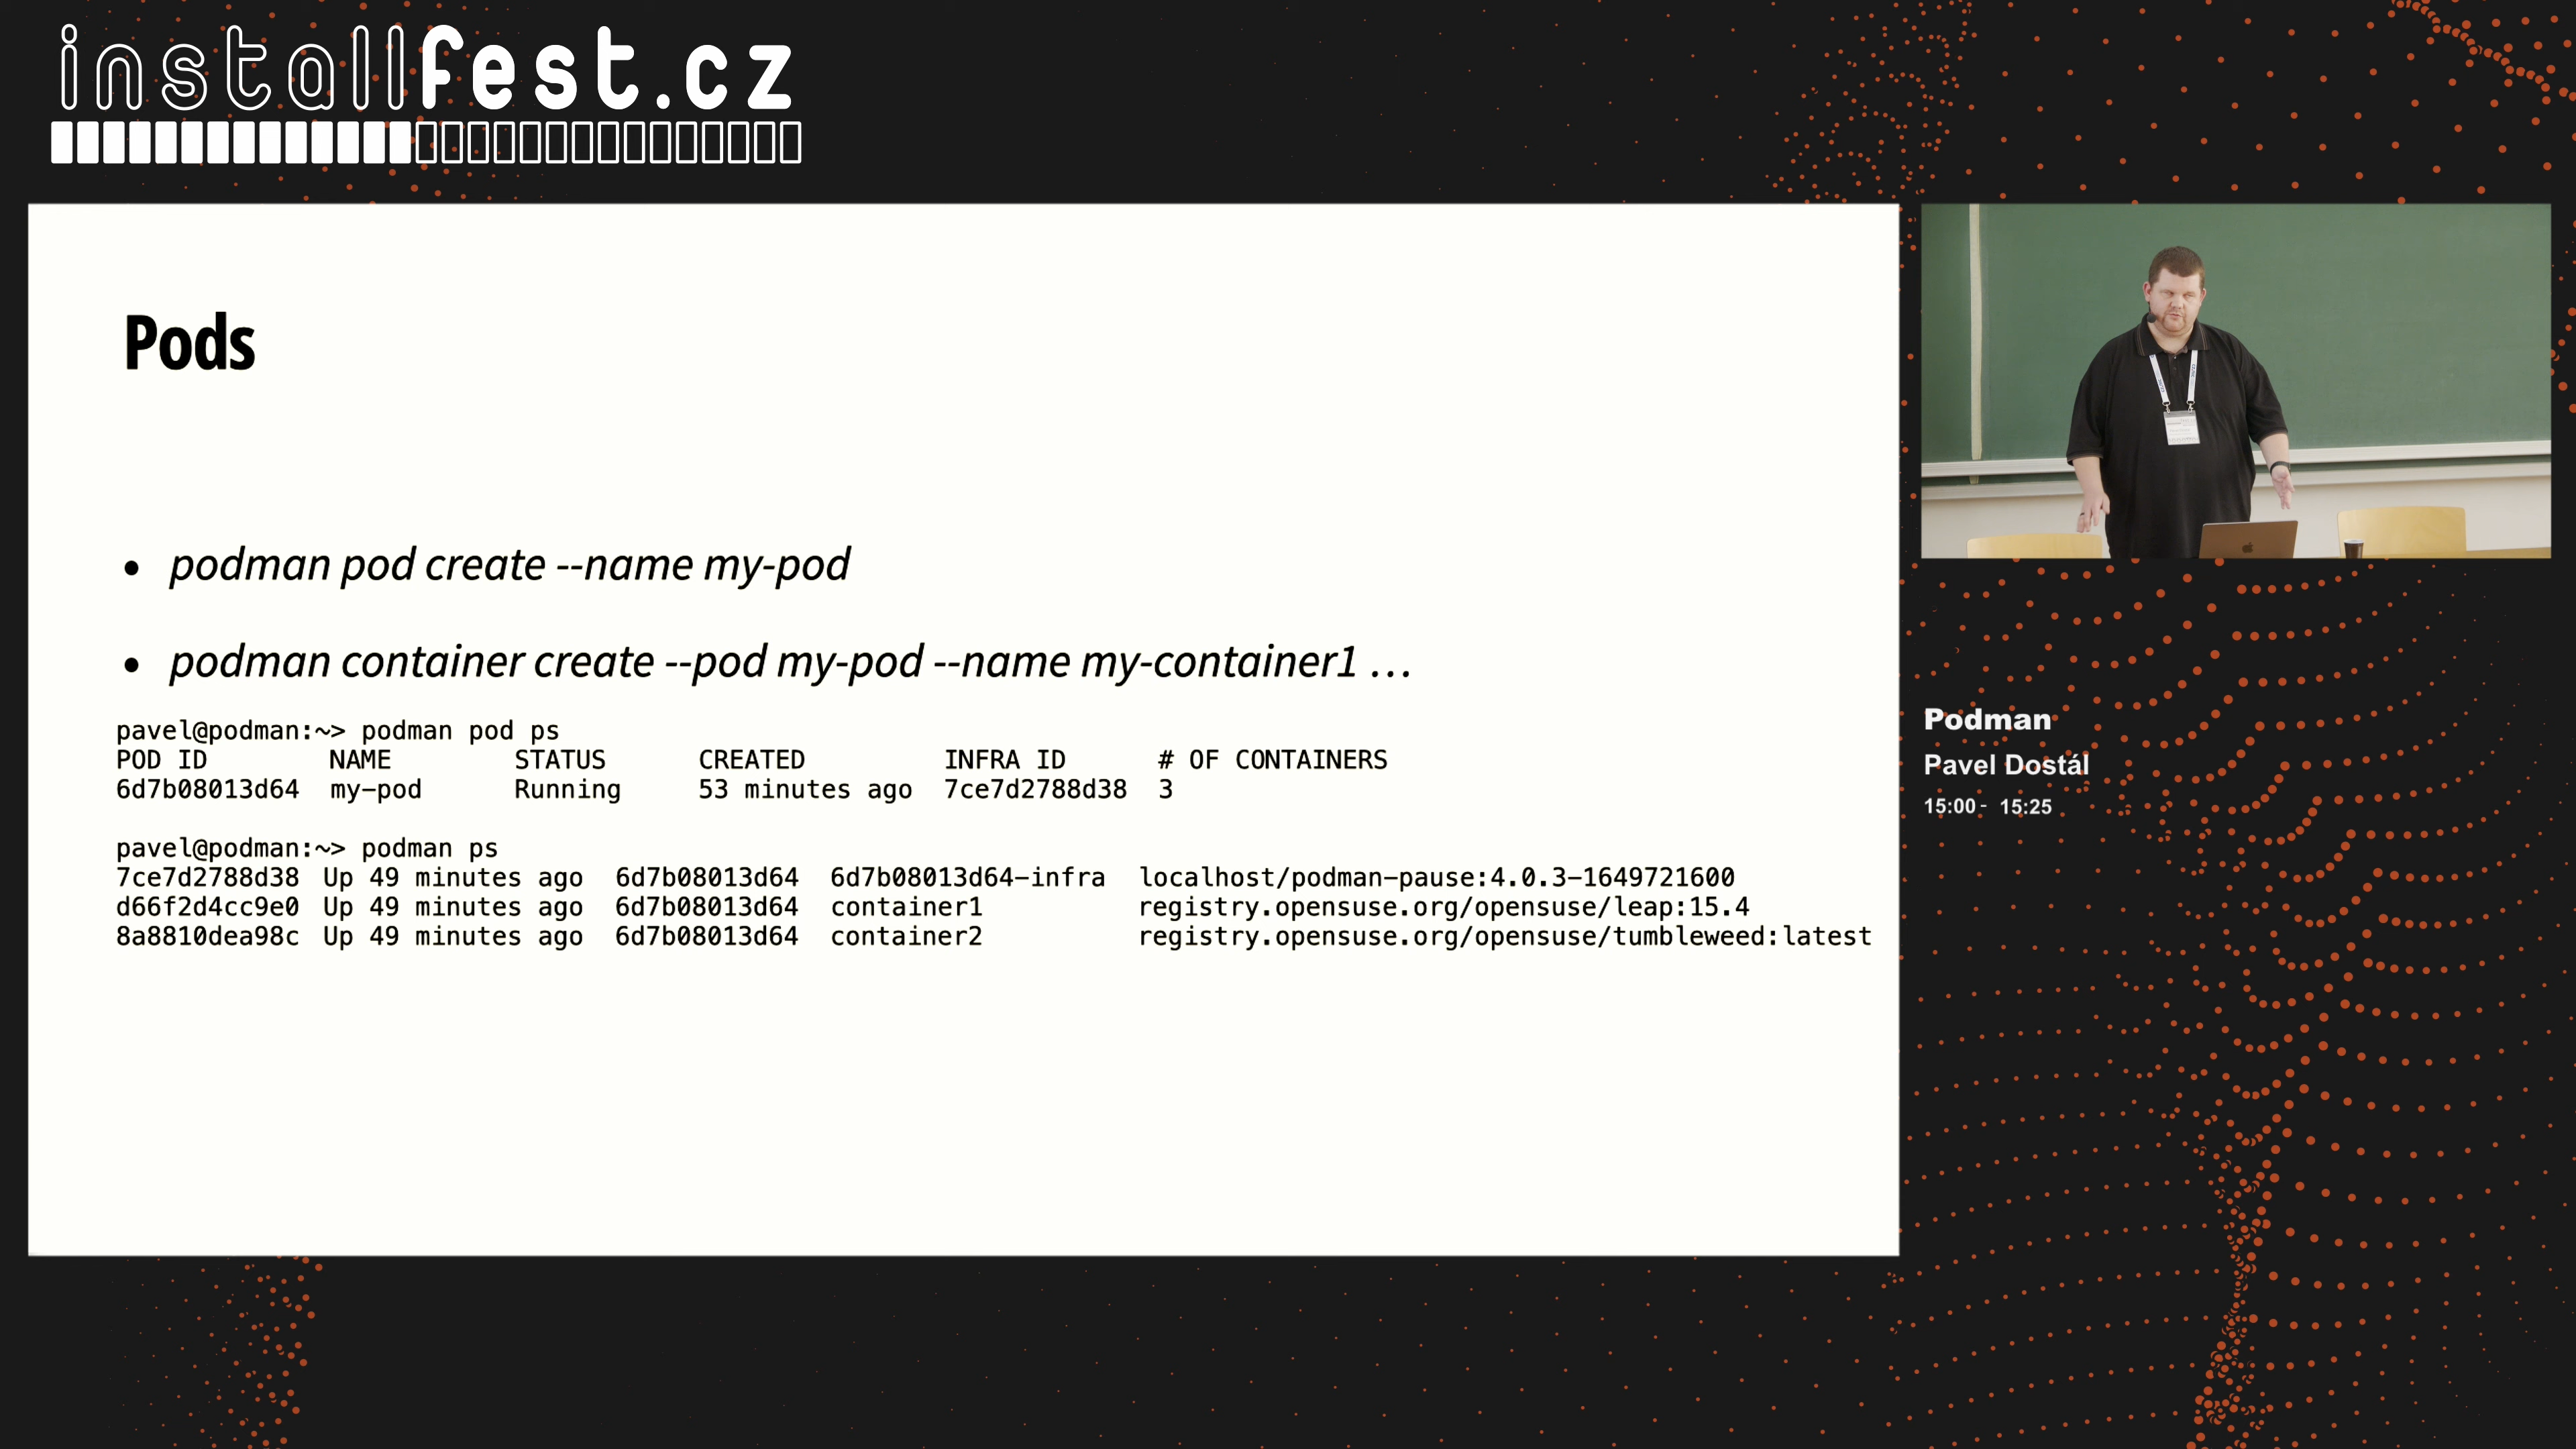 installfest.cz
Pods
• podman pod create --name my-pod
• podman container create --pod my-pod --name my-container1 …
pavel@podman:~> podman pod ps
POD ID NAME STATUS CREATED INFRA ID # OF CONTAINERS
6d7b08013d64 my-pod Running 53 minutes ago 7ce7d2788d38 3
pavel@podman:~> podman ps
7ce7d2788d38 Up 49 minutes ago 6d7b08013d64 6d7b08013d64-infra localhost/podman-pause:4.0.3-1649721600
d66f2d4cc9e0 Up 49 minutes ago 6d7b08013d64 container1 registry.opensuse.org/opensuse/leap:15.4
8a8810dea98c Up 49 minutes ago 6d7b08013d64 container2 registry.opensuse.org/opensuse/tumbleweed:latest
Podman
Pavel Dostál
15:00 - 15:25